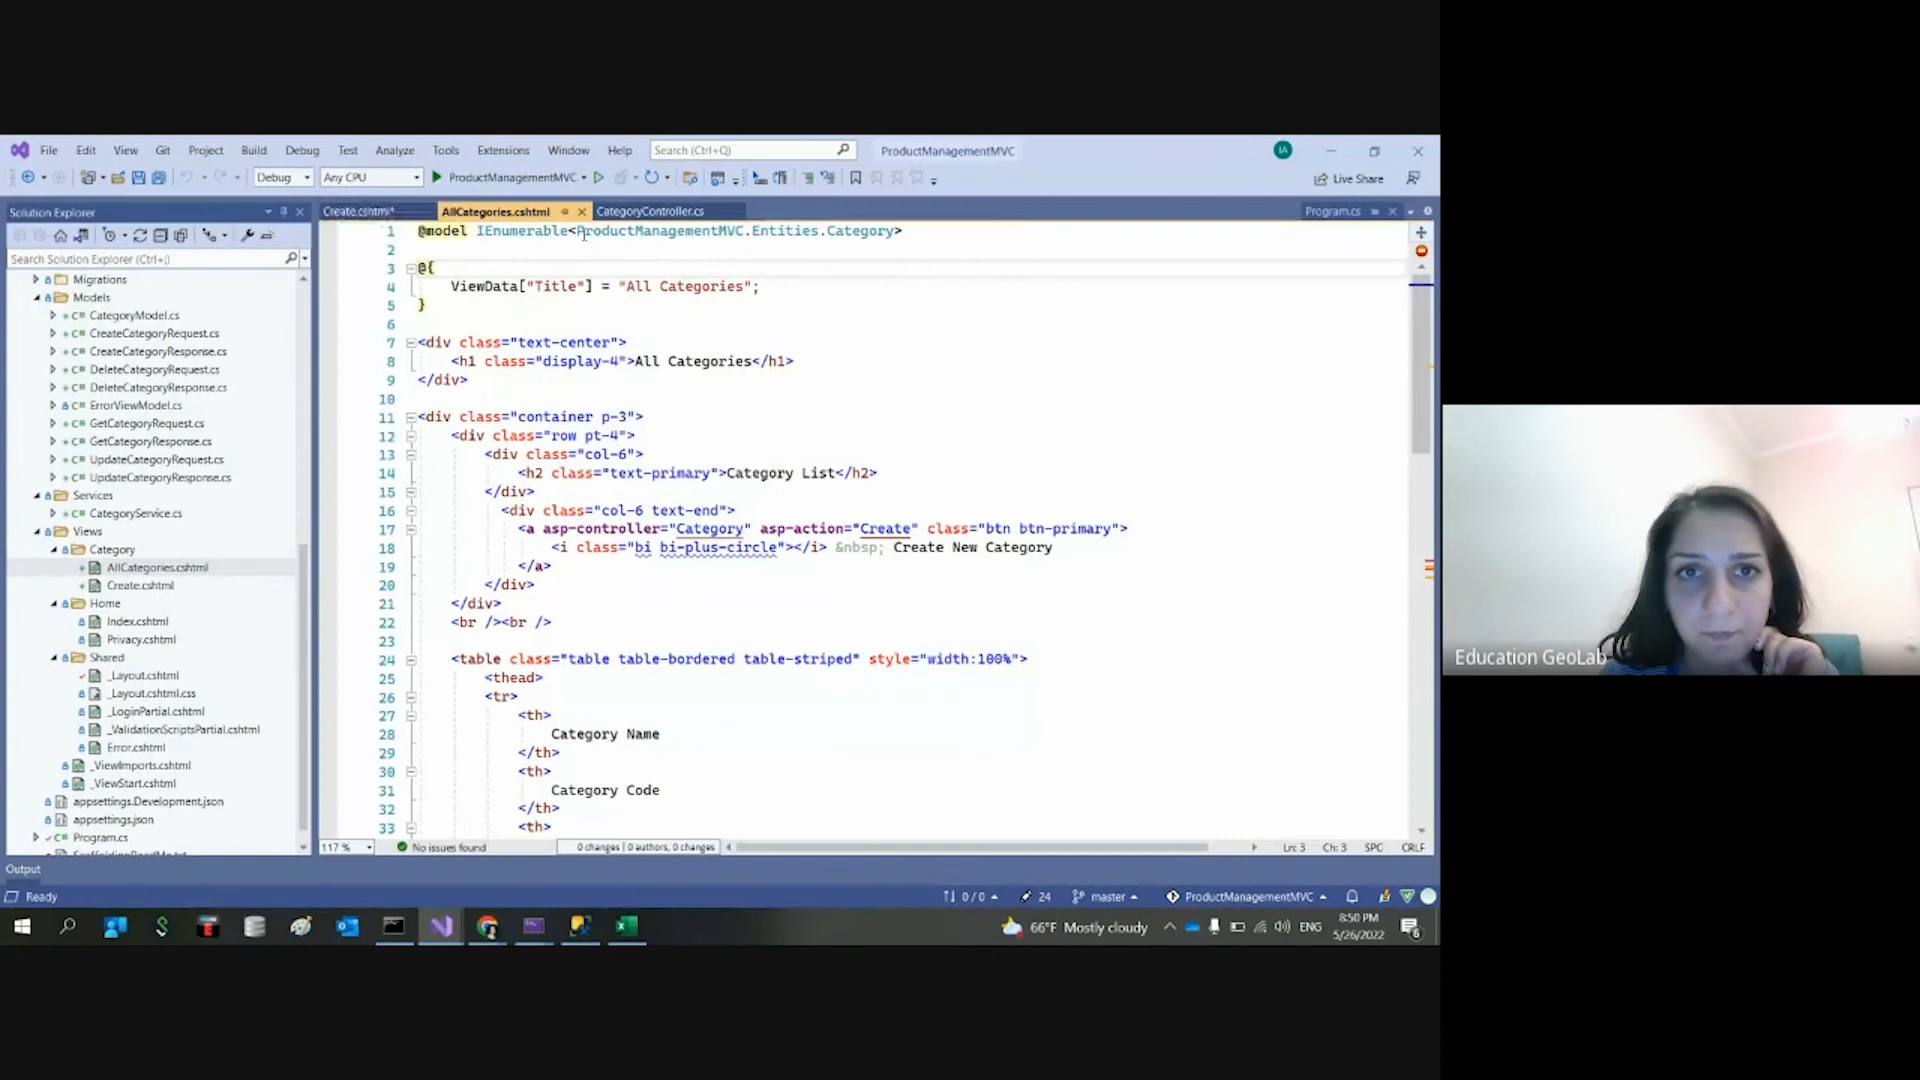 File Edit View Git Project Build Debug Test Analyze Tools Extensions Window Help Search (Ctrl+Q) ProductManagementMVC IA
Debug Any CPU ProductManagementMVC Live Share
Solution Explorer
Search Solution Explorer (Ctrl+;)
Migrations
Models
C# CategoryModel.cs
C# CreateCategoryRequest.cs
C# CreateCategoryResponse.cs
C# DeleteCategoryRequest.cs
C# DeleteCategoryResponse.cs
C# ErrorViewModel.cs
C# GetCategoryRequest.cs
C# GetCategoryResponse.cs
C# UpdateCategoryRequest.cs
C# UpdateCategoryResponse.cs
Services
C# CategoryService.cs
Views
Category
AllCategories.cshtml
Create.cshtml
Home
Index.cshtml
Privacy.cshtml
Shared
_Layout.cshtml
_Layout.cshtml.css
_LoginPartial.cshtml
_ValidationScriptsPartial.cshtml
Error.cshtml
_ViewImports.cshtml
_ViewStart.cshtml
appsettings.Development.json
appsettings.json
C# Program.cs
Create.cshtml* AllCategories.cshtml CategoryController.cs Program.cs
1 @model IEnumerable<ProductManagementMVC.Entities.Category>
2
3 @{
4 ViewData["Title"] = "All Categories";
5 }
6
7 <div class="text-center">
8 <h1 class="display-4">All Categories</h1>
9 </div>
10
11 <div class="container p-3">
12 <div class="row pt-4">
13 <div class="col-6">
14 <h2 class="text-primary">Category List</h2>
15 </div>
16 <div class="col-6 text-end">
17 <a asp-controller="Category" asp-action="Create" class="btn btn-primary">
18 <i class="bi bi-plus-circle"></i> &nbsp; Create New Category
19 </a>
20 </div>
21 </div>
22 <br /><br />
23
24 <table class="table table-bordered table-striped" style="width:100%">
25 <thead>
26 <tr>
27 <th>
28 Category Name
29 </th>
30 <th>
31 Category Code
32 </th>
33 <th>
117 % No issues found 0 changes | 0 authors, 0 changes Ln: 3 Ch: 3 SPC CRLF
Output
Ready 0 / 0 24 master ProductManagementMVC
66°F Mostly cloudy ENG 8:50 PM
5/26/2022 6
Education GeoLab